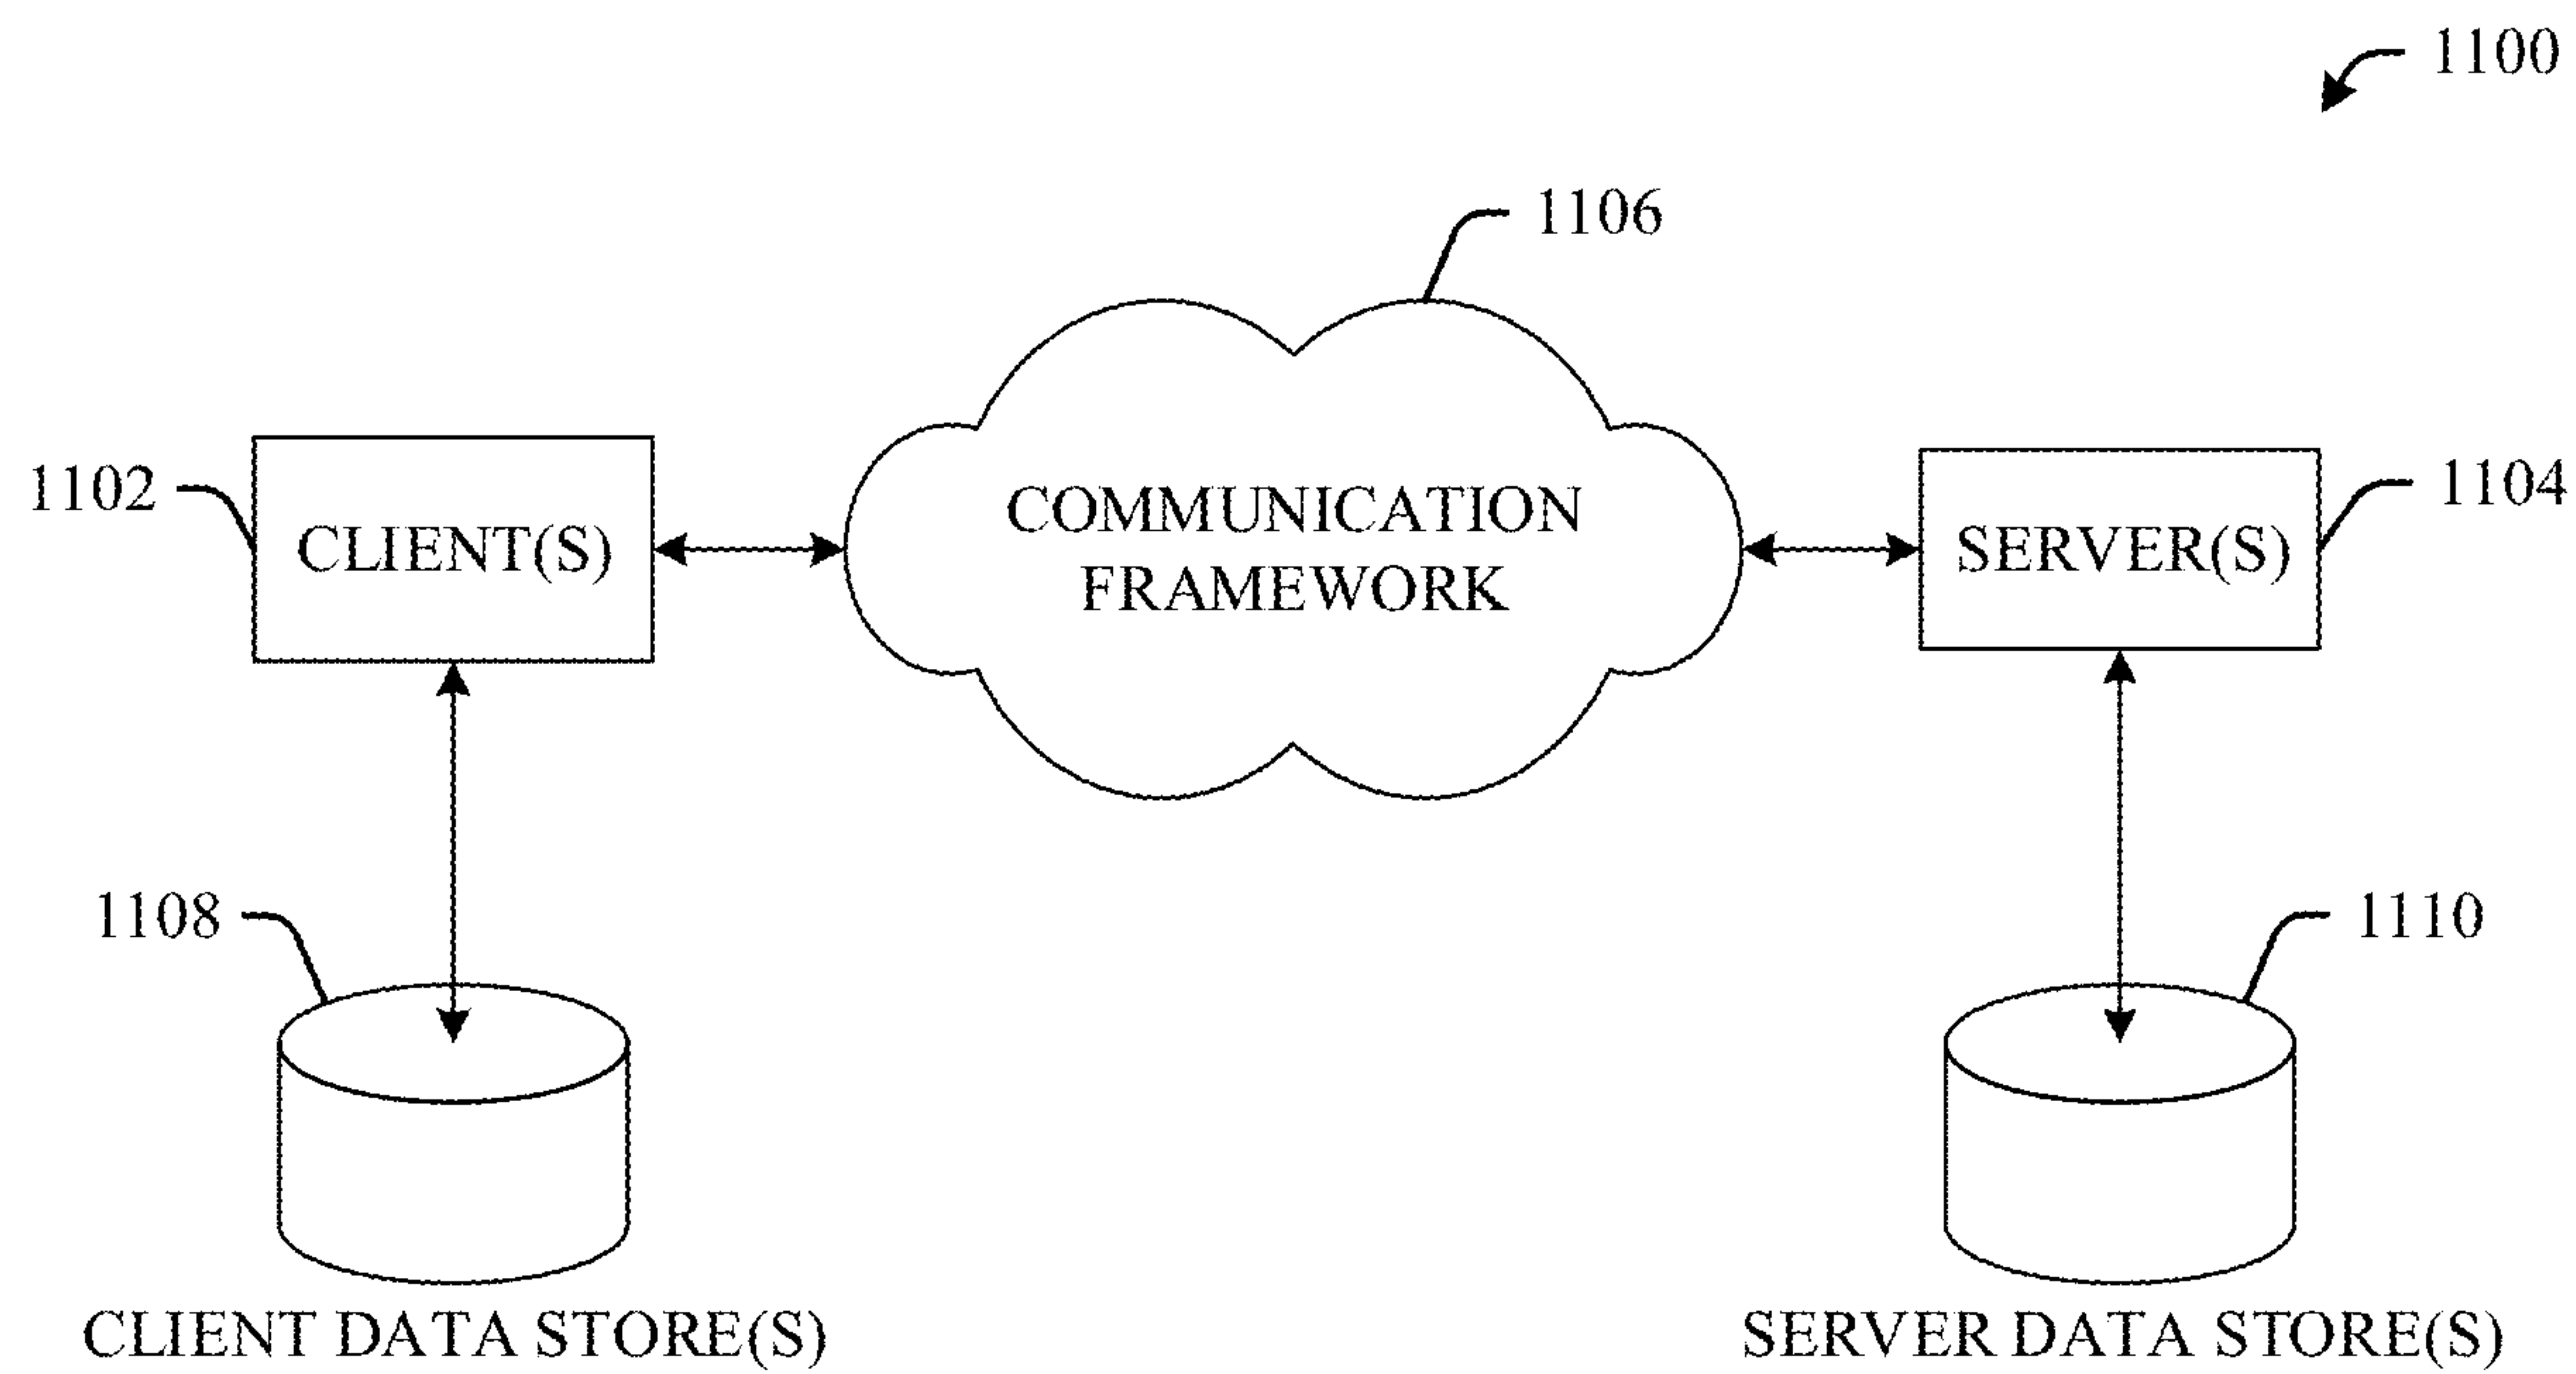 1100
1106
1102
CLIENT(S)
COMMUNICATION
FRAMEWORK
SERVER(S)
1104
1108
1110
CLIENT DATA STORE(S)
SERVER DATA STORE(S)